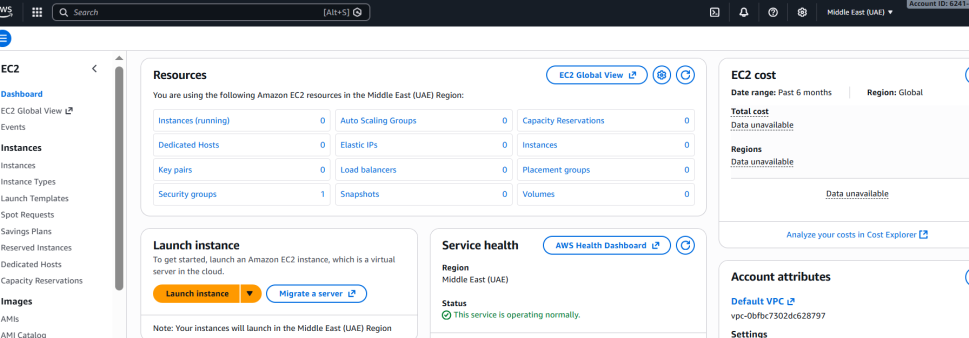 aws
Search
[Alt+S]
Middle East (UAE) ▼
Account ID: 6241-
EC2
Dashboard
EC2 Global View
Events
Instances
Instances
Instance Types
Launch Templates
Spot Requests
Savings Plans
Reserved Instances
Dedicated Hosts
Capacity Reservations
Images
AMIs
AMI Catalog
Resources
EC2 Global View
You are using the following Amazon EC2 resources in the Middle East (UAE) Region:
Instances (running) 0 Auto Scaling Groups 0 Capacity Reservations 0
Dedicated Hosts 0 Elastic IPs 0 Instances 0
Key pairs 0 Load balancers 0 Placement groups 0
Security groups 1 Snapshots 0 Volumes 0
Launch instance
To get started, launch an Amazon EC2 instance, which is a virtual
server in the cloud.
Launch instance ▼ Migrate a server
Note: Your instances will launch in the Middle East (UAE) Region
Service health
AWS Health Dashboard
Region
Middle East (UAE)
Status
This service is operating normally.
EC2 cost
Date range: Past 6 months Region: Global
Total cost
Data unavailable
Regions
Data unavailable
Data unavailable
Analyze your costs in Cost Explorer
Account attributes
Default VPC
vpc-0bfbc7302dc628797
Settings